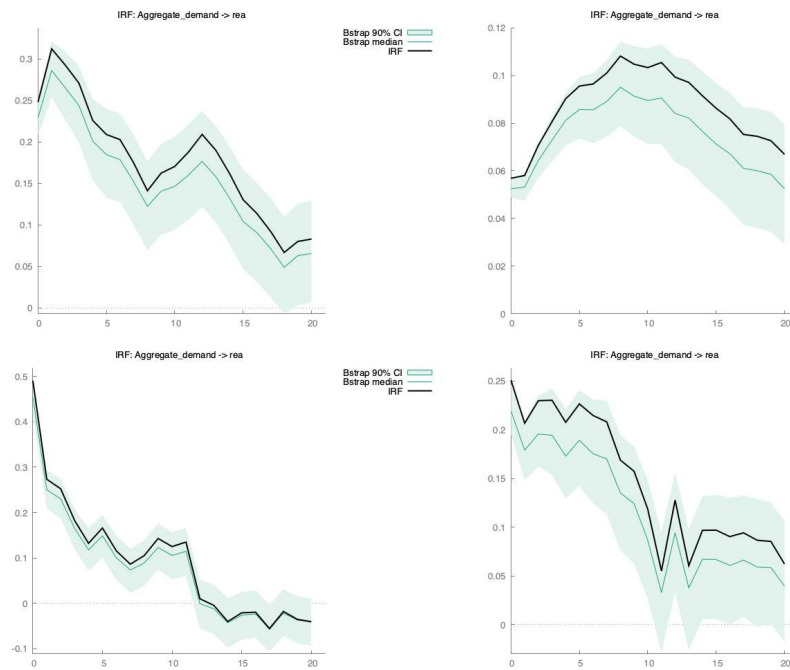 IRF: Aggregate_demand -> rea
Bstrap 90% CI
Bstrap median
IRF
0.3
0.25
0.2
0.15
0.1
0.05
0
0 5 10 15 20
IRF: Aggregate_demand -> rea
0.12
0.1
0.08
0.06
0.04
0.02
0
0 5 10 15 20
IRF: Aggregate_demand -> rea
Bstrap 90% CI
Bstrap median
IRF
0.5
0.4
0.3
0.2
0.1
0
-0.1
0 5 10 15 20
IRF: Aggregate_demand -> rea
0.25
0.2
0.15
0.1
0.05
0
0 5 10 15 20